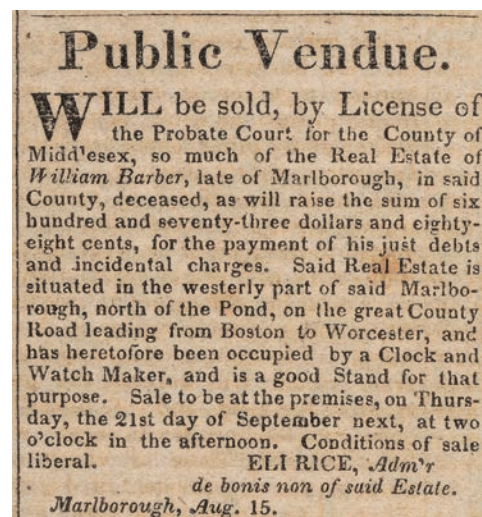 Public Vendue.
WILL be sold, by License of
the Probate Court for the County of
Midd'esex, so much of the Real Estate of
William Barber, late of Marlborough, in said
County, deceased, as will raise the sum of six
hundred and seventy-three dollars and eighty-
eight cents, for the payment of his just debts
and incidental charges. Said Real Estate is
situated in the westerly part of said Marlbo-
rough, north of the Pond, on the great County
Road leading from Boston to Worcester, and
has heretofore been occupied by a Clock and
Watch Maker, and is a good Stand for that
purpose. Sale to be at the premises, on Thurs-
day, the 21st day of September next, at two
o'clock in the afternoon. Conditions of sale
liberal. ELI RICE, Adm'r
de bonis non of said Estate.
Marlborough, Aug. 15.